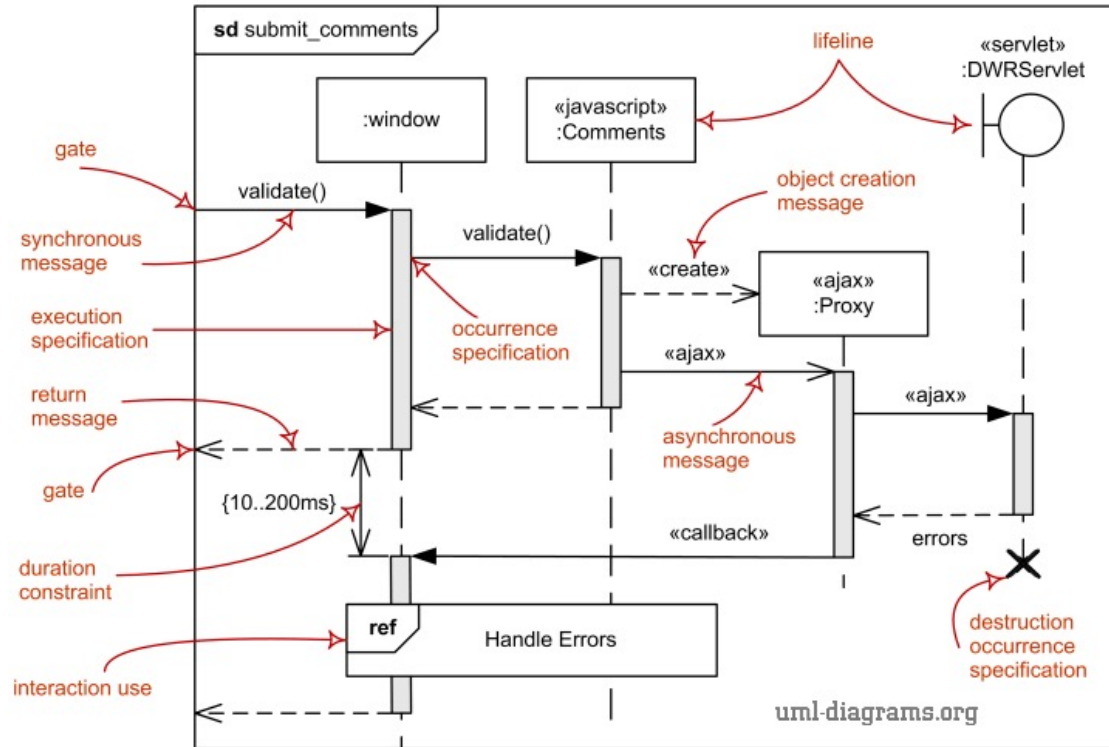 sd submit_comments
lifeline
«servlet»
:DWRServlet
:window
«javascript»
:Comments
gate
validate()
object creation
message
synchronous
message
validate()
«create»
«ajax»
:Proxy
execution
specification
occurrence
specification
«ajax»
return
message
«ajax»
asynchronous
message
gate
{10..200ms}
«callback»
errors
duration
constraint
ref
Handle Errors
destruction
occurrence
specification
interaction use
uml-diagrams.org